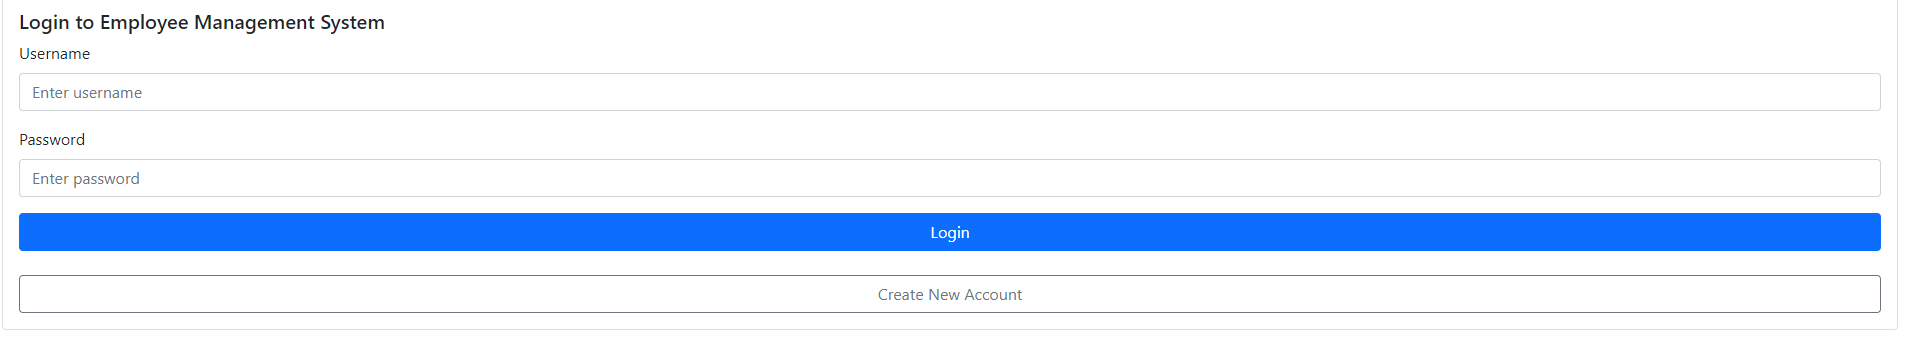 Login to Employee Management System
Username
Enter username
Password
Enter password
Login
Create New Account